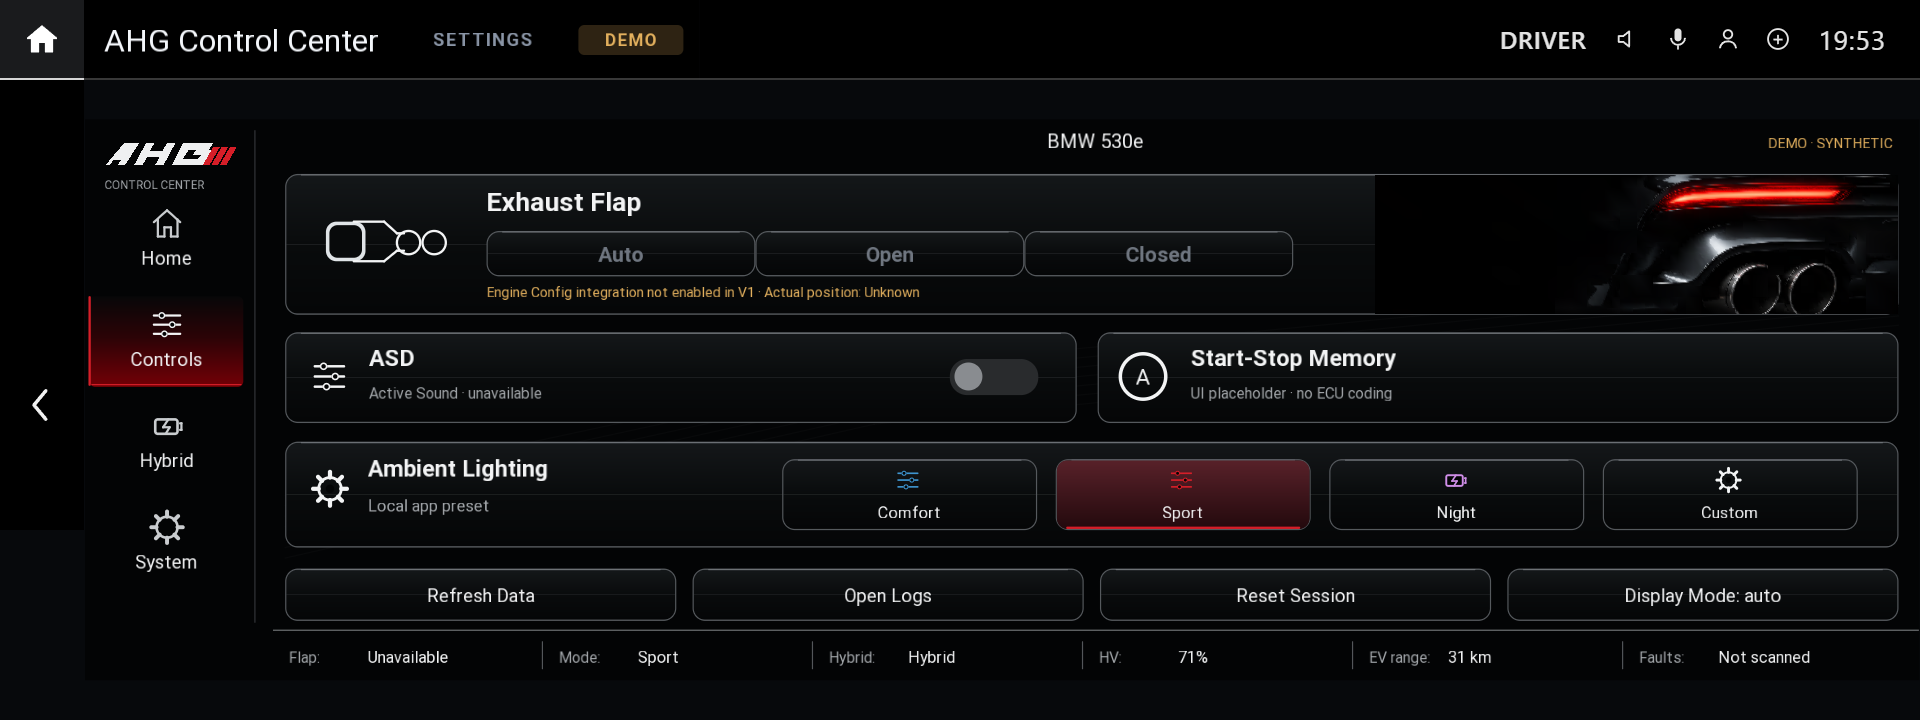 AHG Control Center SETTINGS DEMO DRIVER 19:53
AHG
CONTROL CENTER
BMW 530e
DEMO · SYNTHETIC
Home
Controls
Hybrid
System
Exhaust Flap
Auto Open Closed
Engine Config integration not enabled in V1 · Actual position: Unknown
ASD
Active Sound · unavailable
A
Start-Stop Memory
UI placeholder · no ECU coding
Ambient Lighting
Local app preset
Comfort Sport Night Custom
Refresh Data Open Logs Reset Session Display Mode: auto
Flap: Unavailable Mode: Sport Hybrid: Hybrid HV: 71% EV range: 31 km Faults: Not scanned